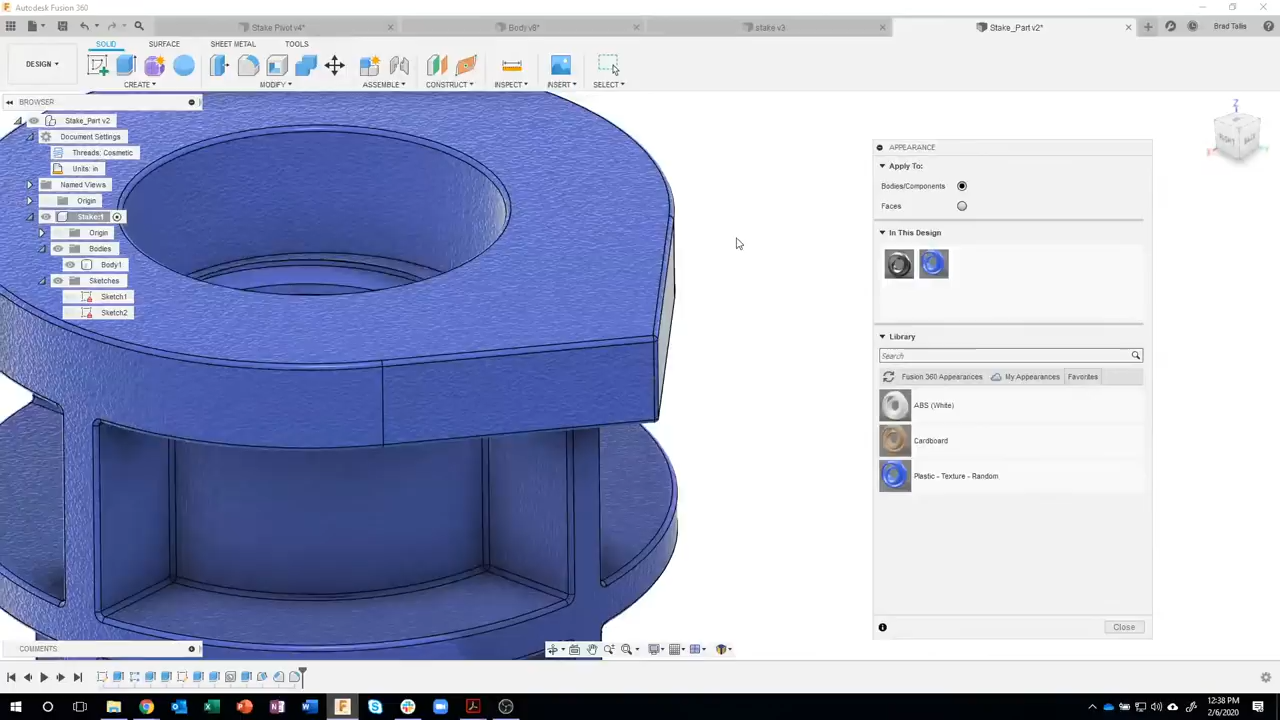 Autodesk Fusion 360
Stake Pivot v4*
Body v8*
stake v3
Stake_Part v2*
Brad Tallis
DESIGN
SOLID
SURFACE
SHEET METAL
TOOLS
CREATE
MODIFY
ASSEMBLE
CONSTRUCT
INSPECT
INSERT
SELECT
BROWSER
Stake_Part v2
Document Settings
Threads: Cosmetic
Units: in
Named Views
Origin
Stake:1
Origin
Bodies
Body1
Sketches
Sketch1
Sketch2
Z
RIGHT
BACK
APPEARANCE
Apply To:
Bodies/Components
Faces
In This Design
Library
Search
Fusion 360 Appearances
My Appearances
Favorites
ABS (White)
Cardboard
Plastic - Texture - Random
Close
COMMENTS
12:38 PM
2/6/2020